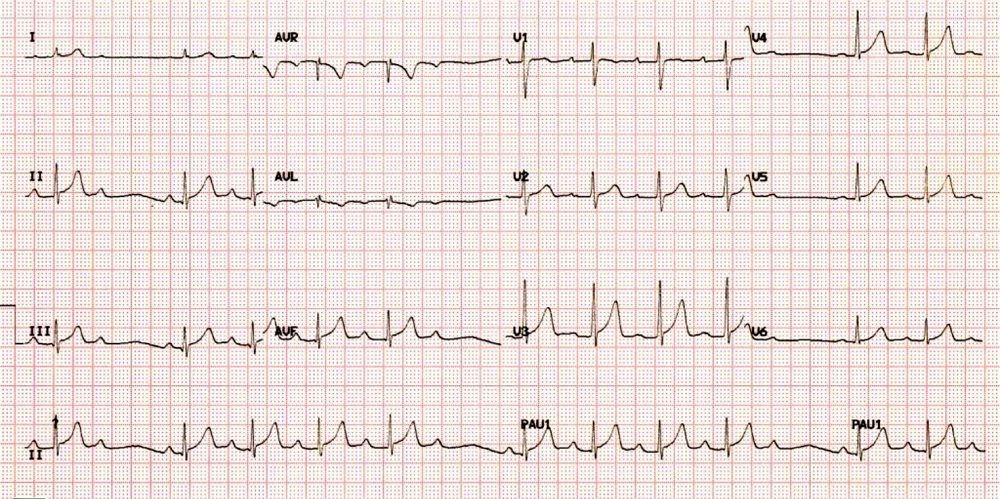 I AVR V1 V4
II AVL V2 V5
III AVF V3 V6
? PAV1 PAV1
II